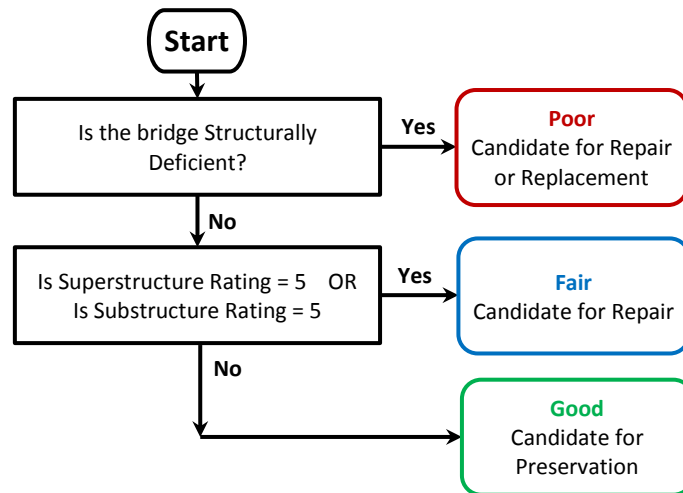 Start
Is the bridge Structurally
Deficient?
Yes
Poor
Candidate for Repair
or Replacement
No
Is Superstructure Rating = 5    OR
Is Substructure Rating = 5
Yes
Fair
Candidate for Repair
No
Good
Candidate for
Preservation